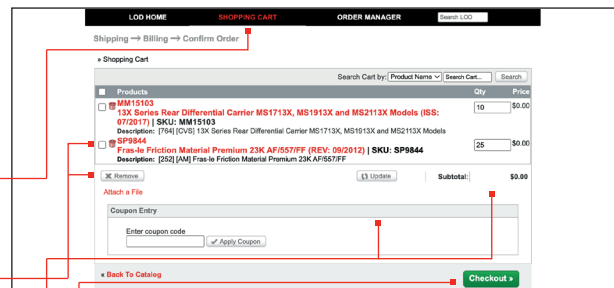 LOD HOME SHOPPING CART ORDER MANAGER Search LOD
Shipping → Billing → Confirm Order
» Shopping Cart
Search Cart by: Product Name Search Cart... Search
Products Qty Price
MM15103
13X Series Rear Differential Carrier MS1713X, MS1913X and MS2113X Models (ISS:
07/2017) | SKU: MM15103
10 $0.00
Description: [764] [CVS] 13X Series Rear Differential Carrier MS1713X, MS1913X and MS2113X Models
SP9844
Fras-le Friction Material Premium 23K AF/557/FF (REV: 09/2012) | SKU: SP9844
25 $0.00
Description: [252] [AM] Fras-le Friction Material Premium 23K AF/557/FF
Remove Update Subtotal: $0.00
Attach a File
Coupon Entry
Enter coupon code
Apply Coupon
« Back To Catalog Checkout »